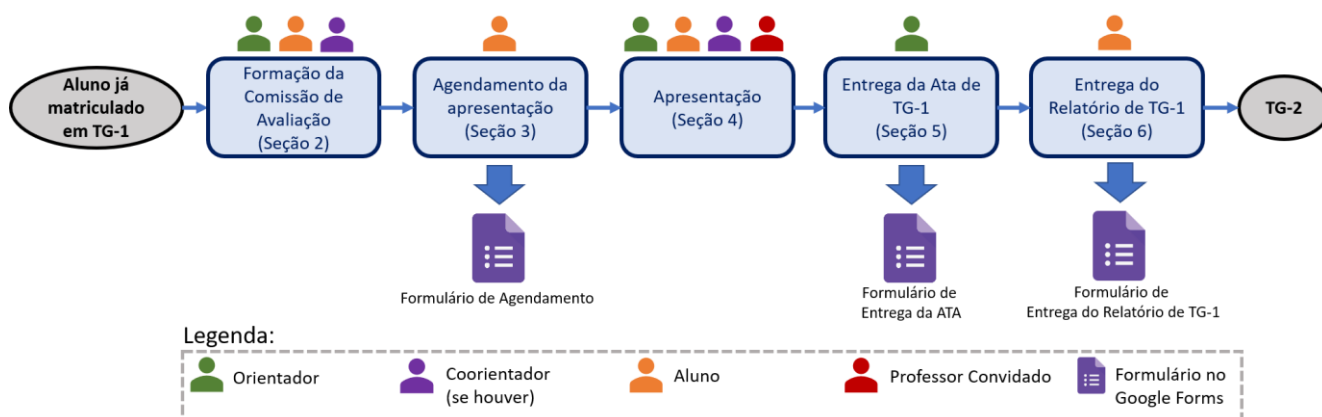 Aluno já
matriculado
em TG-1
Formação da
Comissão de
Avaliação
(Seção 2)
Agendamento da
apresentação
(Seção 3)
Apresentação
(Seção 4)
Entrega da Ata de
TG-1
(Seção 5)
Entrega do
Relatório de TG-1
(Seção 6)
TG-2
Formulário de Agendamento
Formulário de
Entrega da ATA
Formulário de
Entrega do Relatório de TG-1
Legenda:
Orientador
Coorientador
(se houver)
Aluno
Professor Convidado
Formulário no
Google Forms